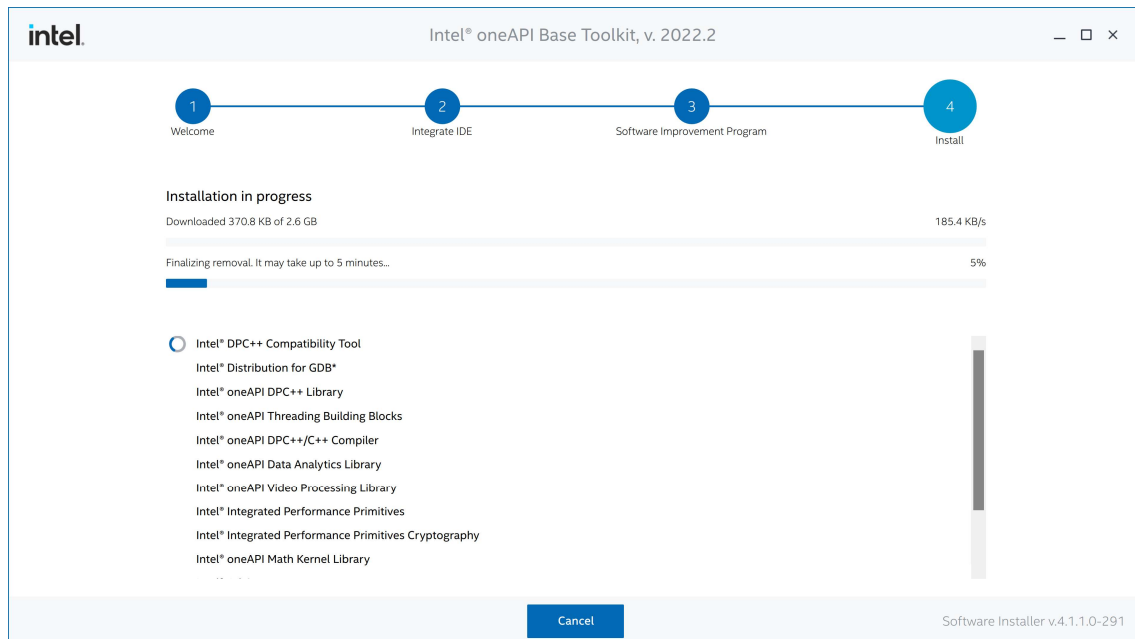 intel.
Intel® oneAPI Base Toolkit, v. 2022.2
1
2
3
4
Welcome
Integrate IDE
Software Improvement Program
Install
Installation in progress
Downloaded 370.8 KB of 2.6 GB
185.4 KB/s
Finalizing removal. It may take up to 5 minutes...
5%
Intel® DPC++ Compatibility Tool
Intel® Distribution for GDB*
Intel® oneAPI DPC++ Library
Intel® oneAPI Threading Building Blocks
Intel® oneAPI DPC++/C++ Compiler
Intel® oneAPI Data Analytics Library
Intel® oneAPI Video Processing Library
Intel® Integrated Performance Primitives
Intel® Integrated Performance Primitives Cryptography
Intel® oneAPI Math Kernel Library
Cancel
Software Installer v.4.1.1.0-291